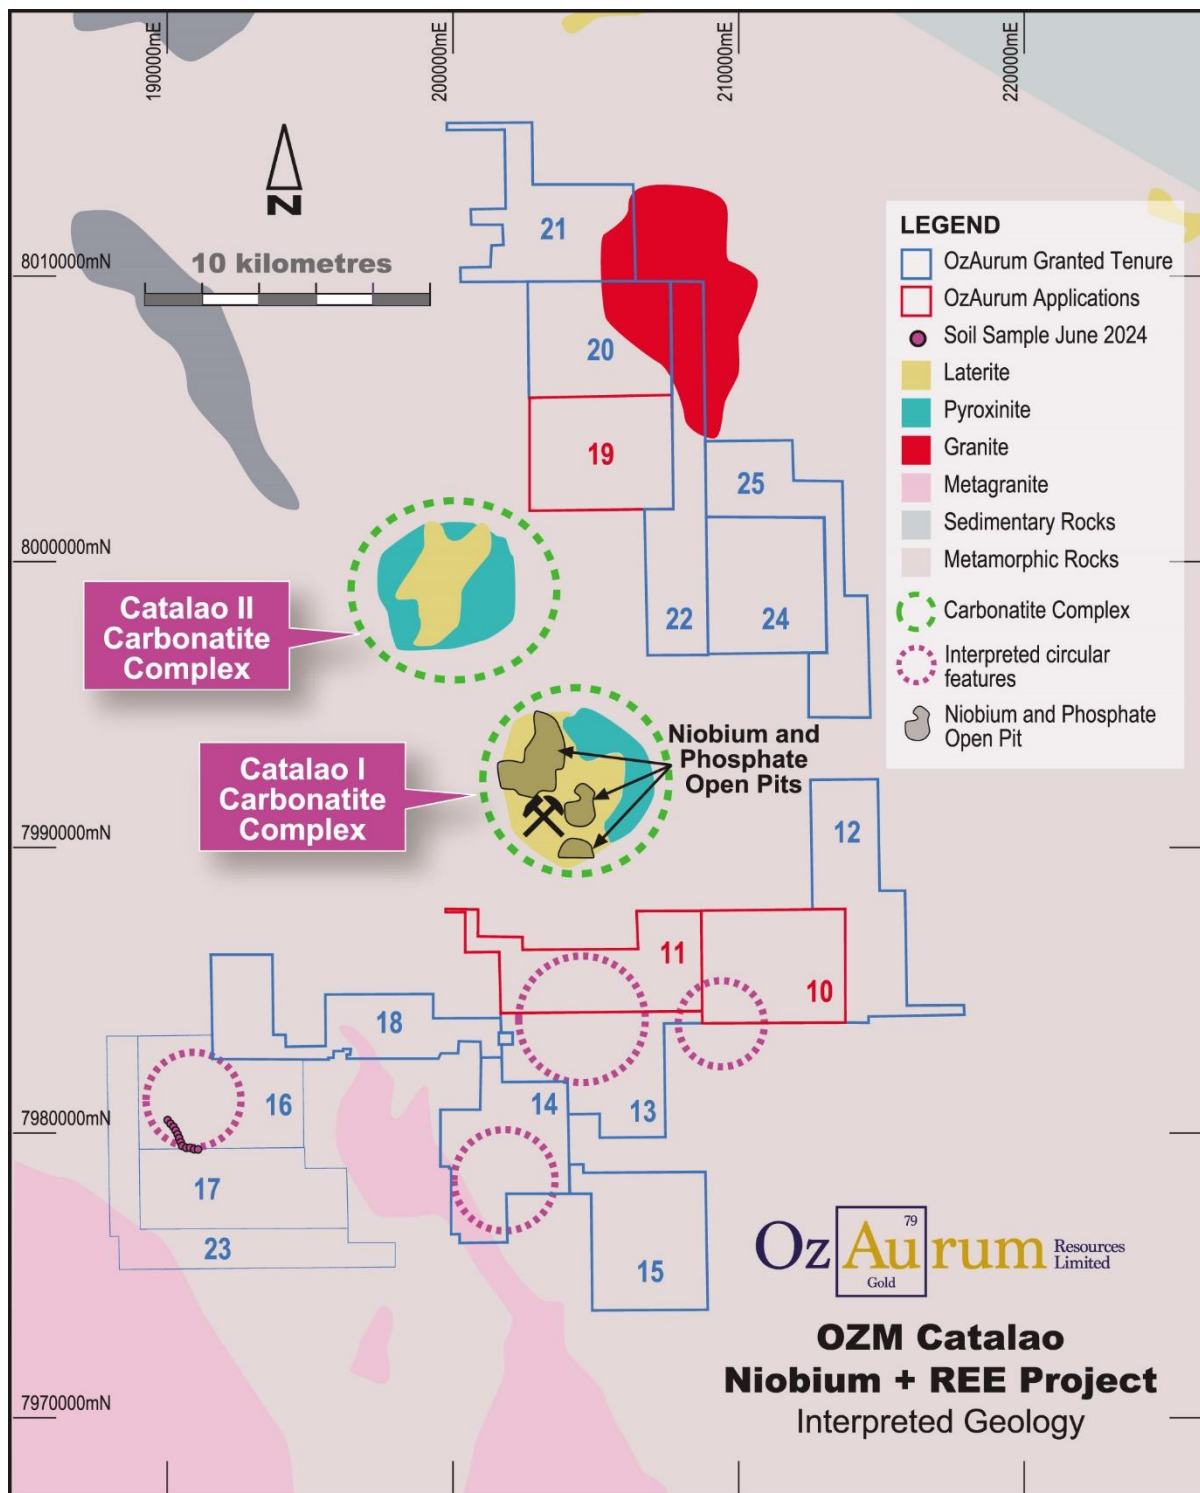 190000mE
200000mE
210000mE
220000mE
N
8010000mN
10 kilometres
21
20
19
25
22
24
LEGEND
OzAurum Granted Tenure
OzAurum Applications
Soil Sample June 2024
Laterite
Pyroxinite
Granite
Metagranite
Sedimentary Rocks
Metamorphic Rocks
Carbonatite Complex
Interpreted circular
features
Niobium and Phosphate
Open Pit
8000000mN
Catalao II
Carbonatite
Complex
Catalao I
Carbonatite
Complex
Niobium and
Phosphate
Open Pits
7990000mN
12
11
10
18
16
14
13
7980000mN
17
23
15
79
OzAurum
Gold
Resources
Limited
OZM Catalao
Niobium + REE Project
Interpreted Geology
7970000mN